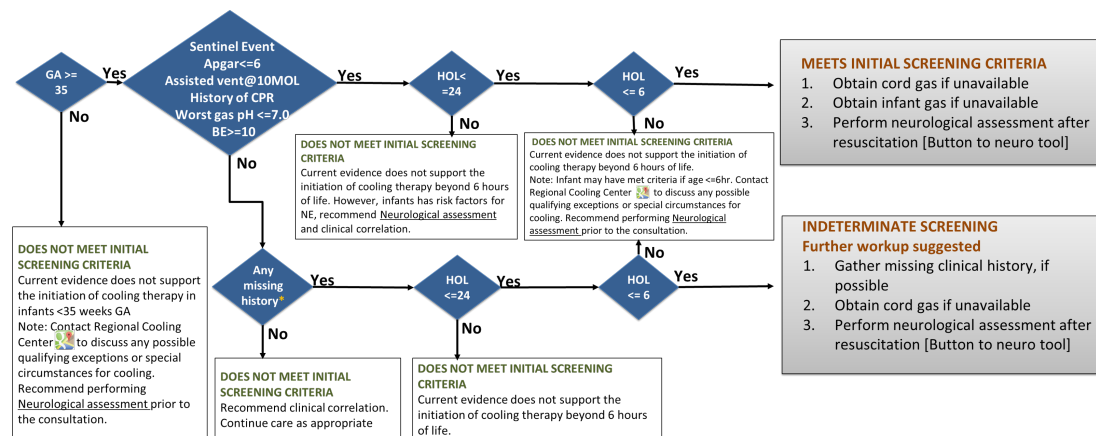 GA >=
35
Yes
No
Sentinel Event
Apgar<=6
Assisted vent@10MOL
History of CPR
Worst gas pH <=7.0
BE>=10
Yes
No
HOL<
=24
Yes
No
HOL
<= 6
Yes
No
MEETS INITIAL SCREENING CRITERIA
1. Obtain cord gas if unavailable
2. Obtain infant gas if unavailable
3. Perform neurological assessment after
resuscitation [Button to neuro tool]
DOES NOT MEET INITIAL SCREENING
CRITERIA
Current evidence does not support the
initiation of cooling therapy beyond 6 hours
of life. However, infants has risk factors for
NE, recommend Neurological assessment
and clinical correlation.
DOES NOT MEET INITIAL SCREENING CRITERIA
Current evidence does not support the initiation of
cooling therapy beyond 6 hours of life.
Note: Infant may have met criteria if age <=6hr. Contact
Regional Cooling Center to discuss any possible
qualifying exceptions or special circumstances for
cooling. Recommend performing Neurological
assessment prior to the consultation.
DOES NOT MEET INITIAL
SCREENING CRITERIA
Current evidence does not support
the initiation of cooling therapy in
infants <35 weeks GA
Note: Contact Regional Cooling
Center to discuss any possible
qualifying exceptions or special
circumstances for cooling.
Recommend performing
Neurological assessment prior to
the consultation.
Any
missing
history*
Yes
No
HOL
<=24
Yes
No
HOL
<= 6
No
Yes
INDETERMINATE SCREENING
Further workup suggested
1. Gather missing clinical history, if
possible
2. Obtain cord gas if unavailable
3. Perform neurological assessment after
resuscitation [Button to neuro tool]
DOES NOT MEET INITIAL
SCREENING CRITERIA
Recommend clinical correlation.
Continue care as appropriate
DOES NOT MEET INITIAL SCREENING
CRITERIA
Current evidence does not support the
initiation of cooling therapy beyond 6 hours
of life.